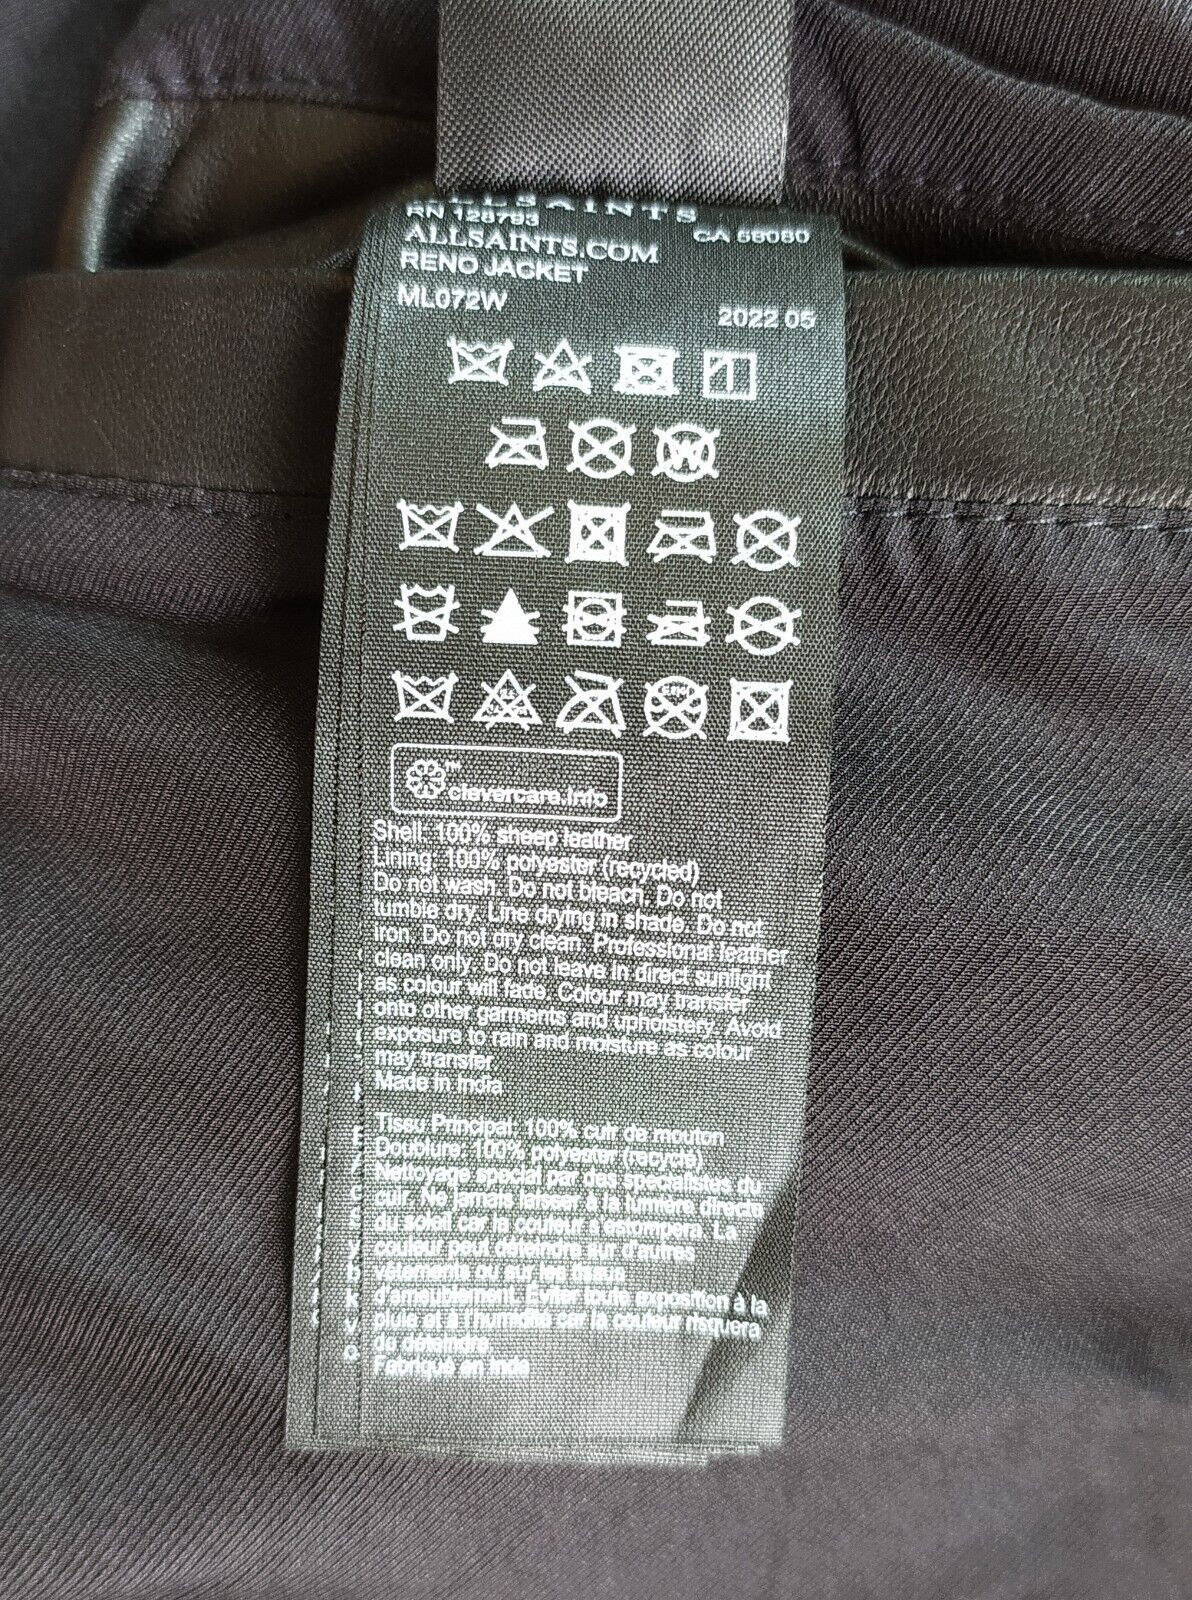 ALLSAINTS
RN 128793 CA 58080
ALLSAINTS.COM
RENO JACKET
ML072W 2022 05
clevercare.info
Shell: 100% sheep leather
Lining: 100% polyester (recycled)
Do not wash. Do not bleach. Do not
tumble dry. Line drying in shade. Do not
iron. Do not dry clean. Professional leather
clean only. Do not leave in direct sunlight
as colour will fade. Colour may transfer
onto other garments and upholstery. Avoid
exposure to rain and moisture as colour
may transfer
Made in India
Tissu Principal: 100% cuir de mouton
Doublure: 100% polyester (recyclé)
Nettoyage spécial par des spécialistes du
cuir. Ne jamais laisser à la lumière directe
du soleil car la couleur s'estompera. La
couleur peut déteindre sur d'autres
vêtements ou sur les tissus
d'ameublement. Éviter toute exposition à la
pluie et à l'humidité car la couleur risquera
de déteindre.
Fabriqué en Inde